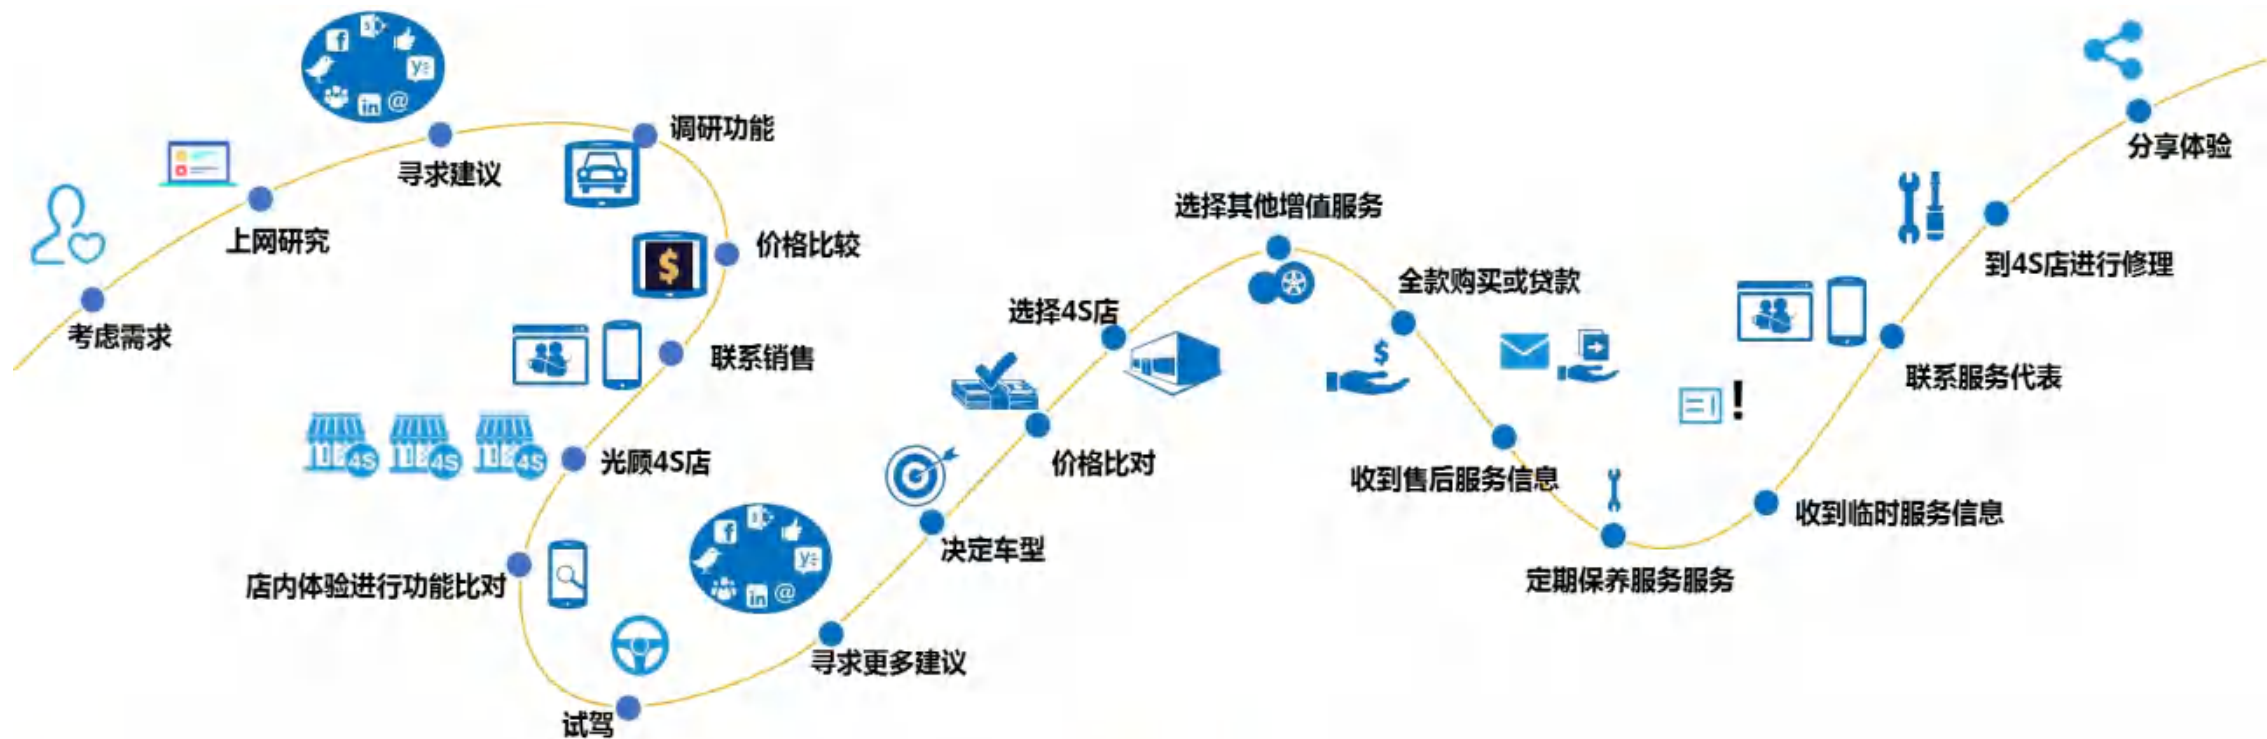 考虑需求
上网研究
寻求建议
调研功能
价格比较
联系销售
光顾4S店
4S
4S
4S
店内体验进行功能比对
试驾
寻求更多建议
决定车型
价格比对
选择4S店
选择其他增值服务
全款购买或贷款
收到售后服务信息
定期保养服务服务
收到临时服务信息
联系服务代表
到4S店进行修理
分享体验